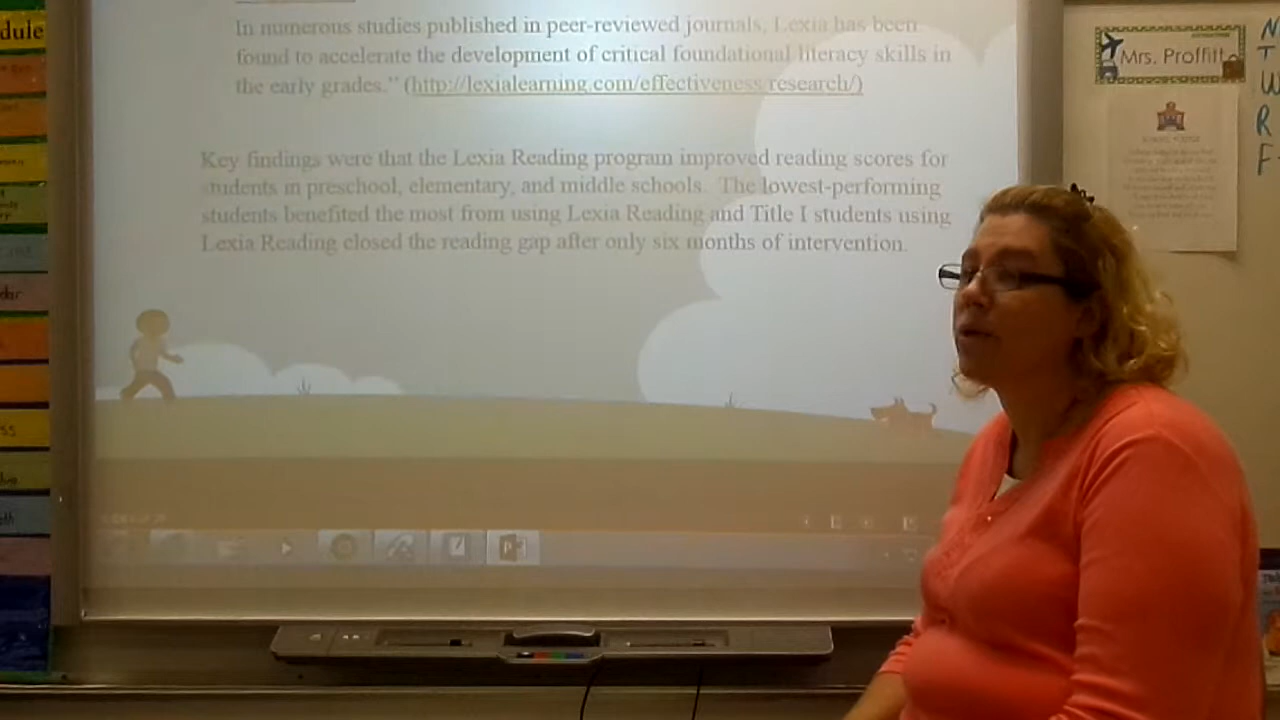 In numerous studies published in peer-reviewed journals, Lexia has been
found to accelerate the development of critical foundational literacy skills in
the early grades." (http://lexialearning.com/effectiveness/research/)
Key findings were that the Lexia Reading program improved reading scores for
students in preschool, elementary, and middle schools. The lowest-performing
students benefited the most from using Lexia Reading and Title I students using
Lexia Reading closed the reading gap after only six months of intervention.
dule
Mrs. Proffitt
N
T
W
R
F